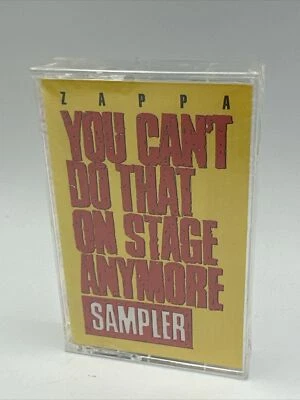 ZAPPA
YOU CAN'T
DO THAT
ON STAGE
ANYMORE
SAMPLER